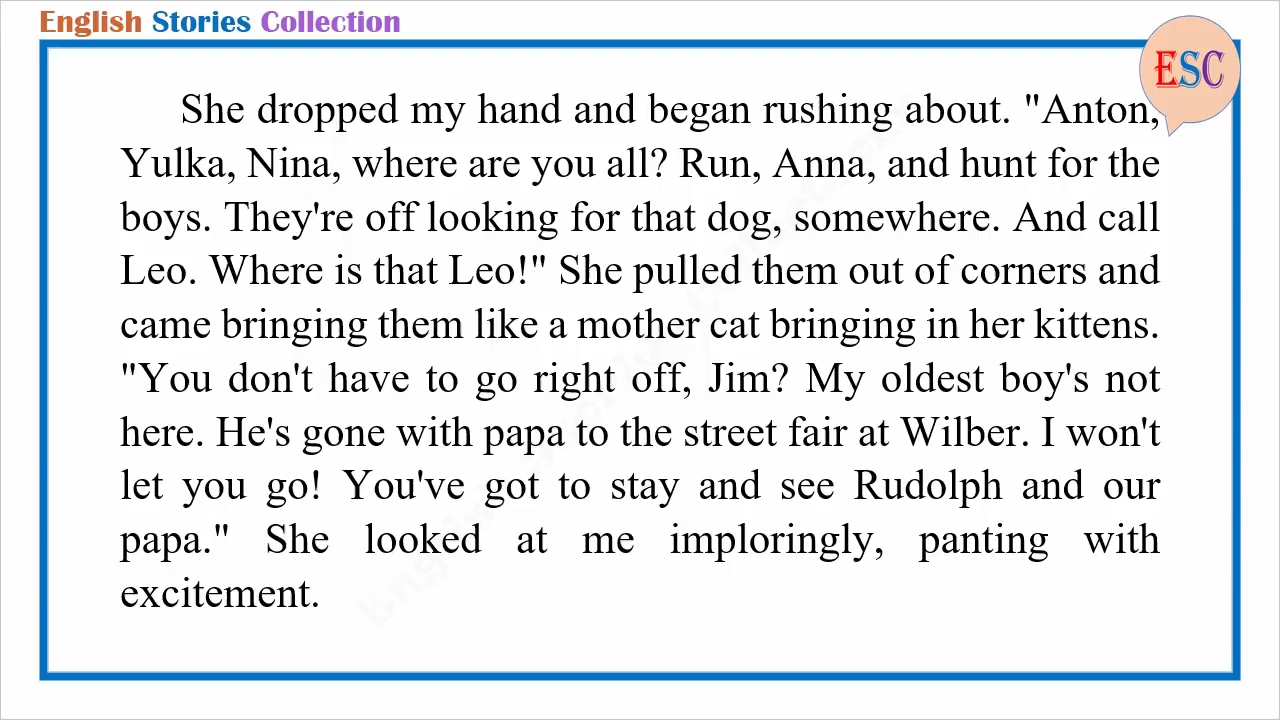 English Stories Collection
ESC
She dropped my hand and began rushing about. "Anton,
Yulka, Nina, where are you all? Run, Anna, and hunt for the
boys. They're off looking for that dog, somewhere. And call
Leo. Where is that Leo!" She pulled them out of corners and
came bringing them like a mother cat bringing in her kittens.
"You don't have to go right off, Jim? My oldest boy's not
here. He's gone with papa to the street fair at Wilber. I won't
let you go! You've got to stay and see Rudolph and our
papa." She looked at me imploringly, panting with
excitement.